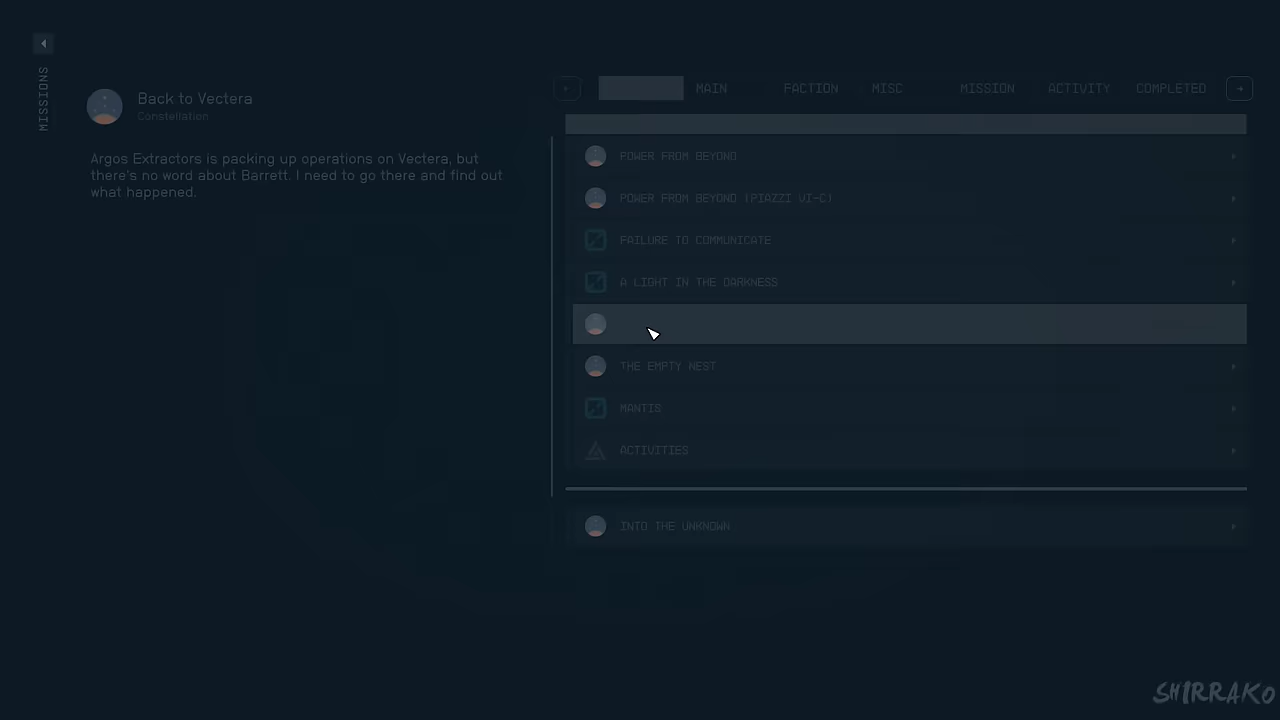 MISSIONS
Back to Vectera
Constellation
Argos Extractors is packing up operations on Vectera, but
there's no word about Barrett. I need to go there and find out
what happened.
MAIN FACTION MISC MISSION ACTIVITY COMPLETED
POWER FROM BEYOND
POWER FROM BEYOND (PIAZZI VI-C)
FAILURE TO COMMUNICATE
A LIGHT IN THE DARKNESS
THE EMPTY NEST
MANTIS
ACTIVITIES
INTO THE UNKNOWN
SHIRRAKO